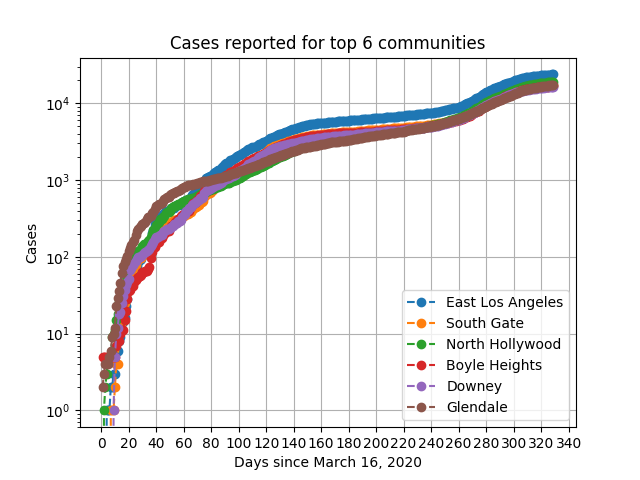 Cases reported for top 6 communities
Cases
10⁴
10³
10²
10¹
10⁰
East Los Angeles
South Gate
North Hollywood
Boyle Heights
Downey
Glendale
0 20 40 60 80 100 120 140 160 180 200 220 240 260 280 300 320 340
Days since March 16, 2020